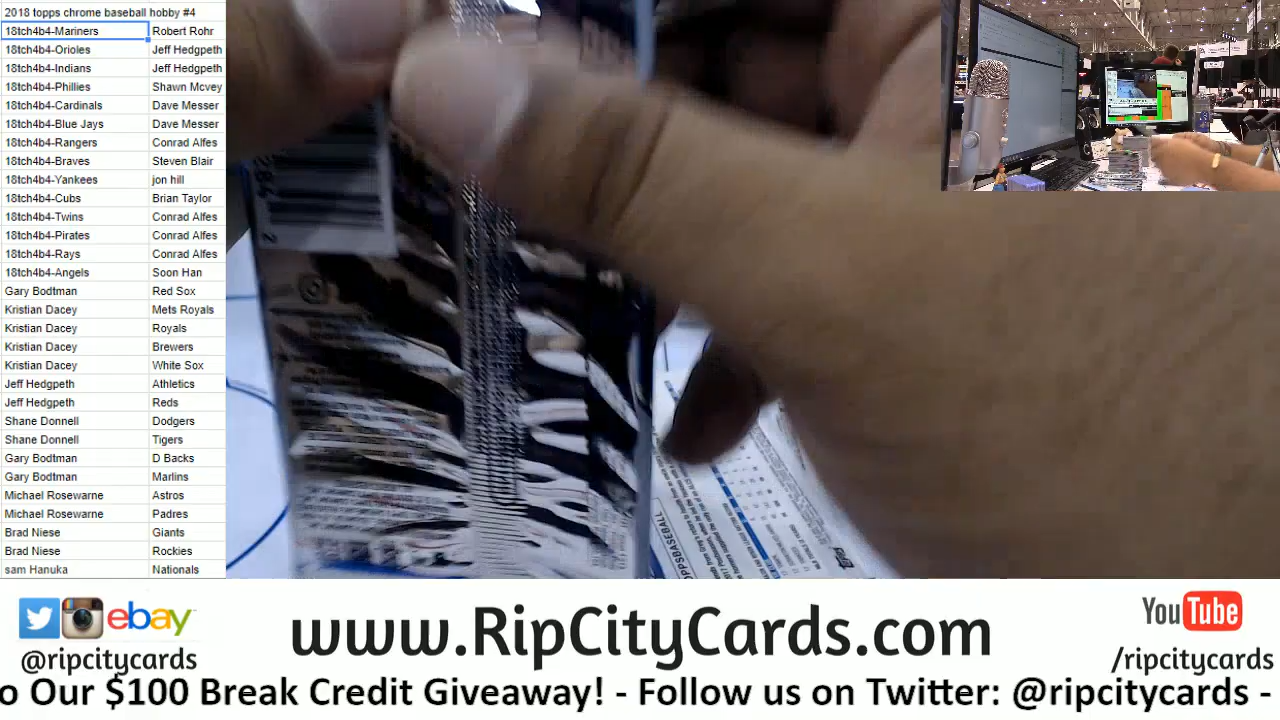 2018 topps chrome baseball hobby #4
18tch4b4-Mariners Robert Rohr
18tch4b4-Orioles Jeff Hedgpeth
18tch4b4-Indians Jeff Hedgpeth
18tch4b4-Phillies Shawn Mcvey
18tch4b4-Cardinals Dave Messer
18tch4b4-Blue Jays Dave Messer
18tch4b4-Rangers Conrad Alfes
18tch4b4-Braves Steven Blair
18tch4b4-Yankees jon hill
18tch4b4-Cubs Brian Taylor
18tch4b4-Twins Conrad Alfes
18tch4b4-Pirates Conrad Alfes
18tch4b4-Rays Conrad Alfes
18tch4b4-Angels Soon Han
Gary Bodtman Red Sox
Kristian Dacey Mets Royals
Kristian Dacey Royals
Kristian Dacey Brewers
Kristian Dacey White Sox
Jeff Hedgpeth Athletics
Jeff Hedgpeth Reds
Shane Donnell Dodgers
Shane Donnell Tigers
Gary Bodtman D Backs
Gary Bodtman Marlins
Michael Rosewarne Astros
Michael Rosewarne Padres
Brad Niese Giants
Brad Niese Rockies
sam Hanuka Nationals
OPPSBASEBALL
topps
ebay
@ripcitycards
www.RipCityCards.com
YouTube
/ripcitycards
o Our $100 Break Credit Giveaway! - Follow us on Twitter: @ripcitycards -